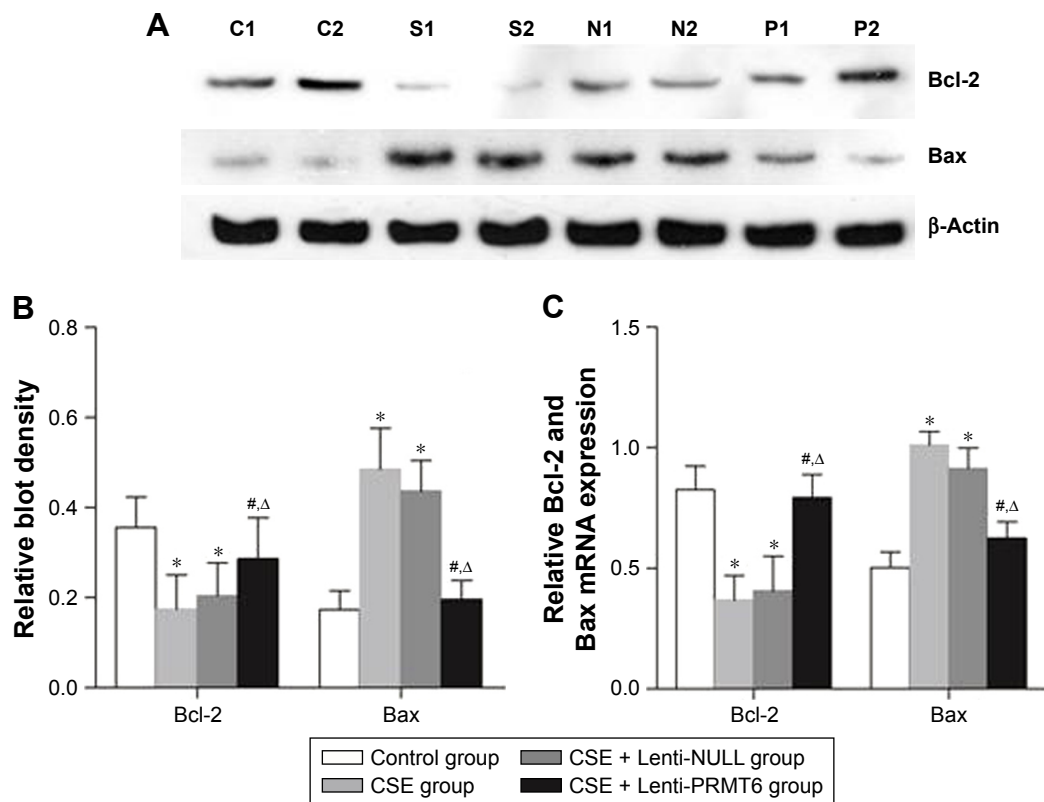 A
C1 C2 S1 S2 N1 N2 P1 P2
Bcl-2
Bax
β-Actin
B
Relative blot density
0.8
0.6
0.4
0.2
0.0
* * #,Δ
* * #,Δ
Bcl-2 Bax
C
Relative Bcl-2 and
Bax mRNA expression
1.5
1.0
0.5
0.0
* * #,Δ
* * #,Δ
Bcl-2 Bax
Control group CSE + Lenti-NULL group
CSE group CSE + Lenti-PRMT6 group